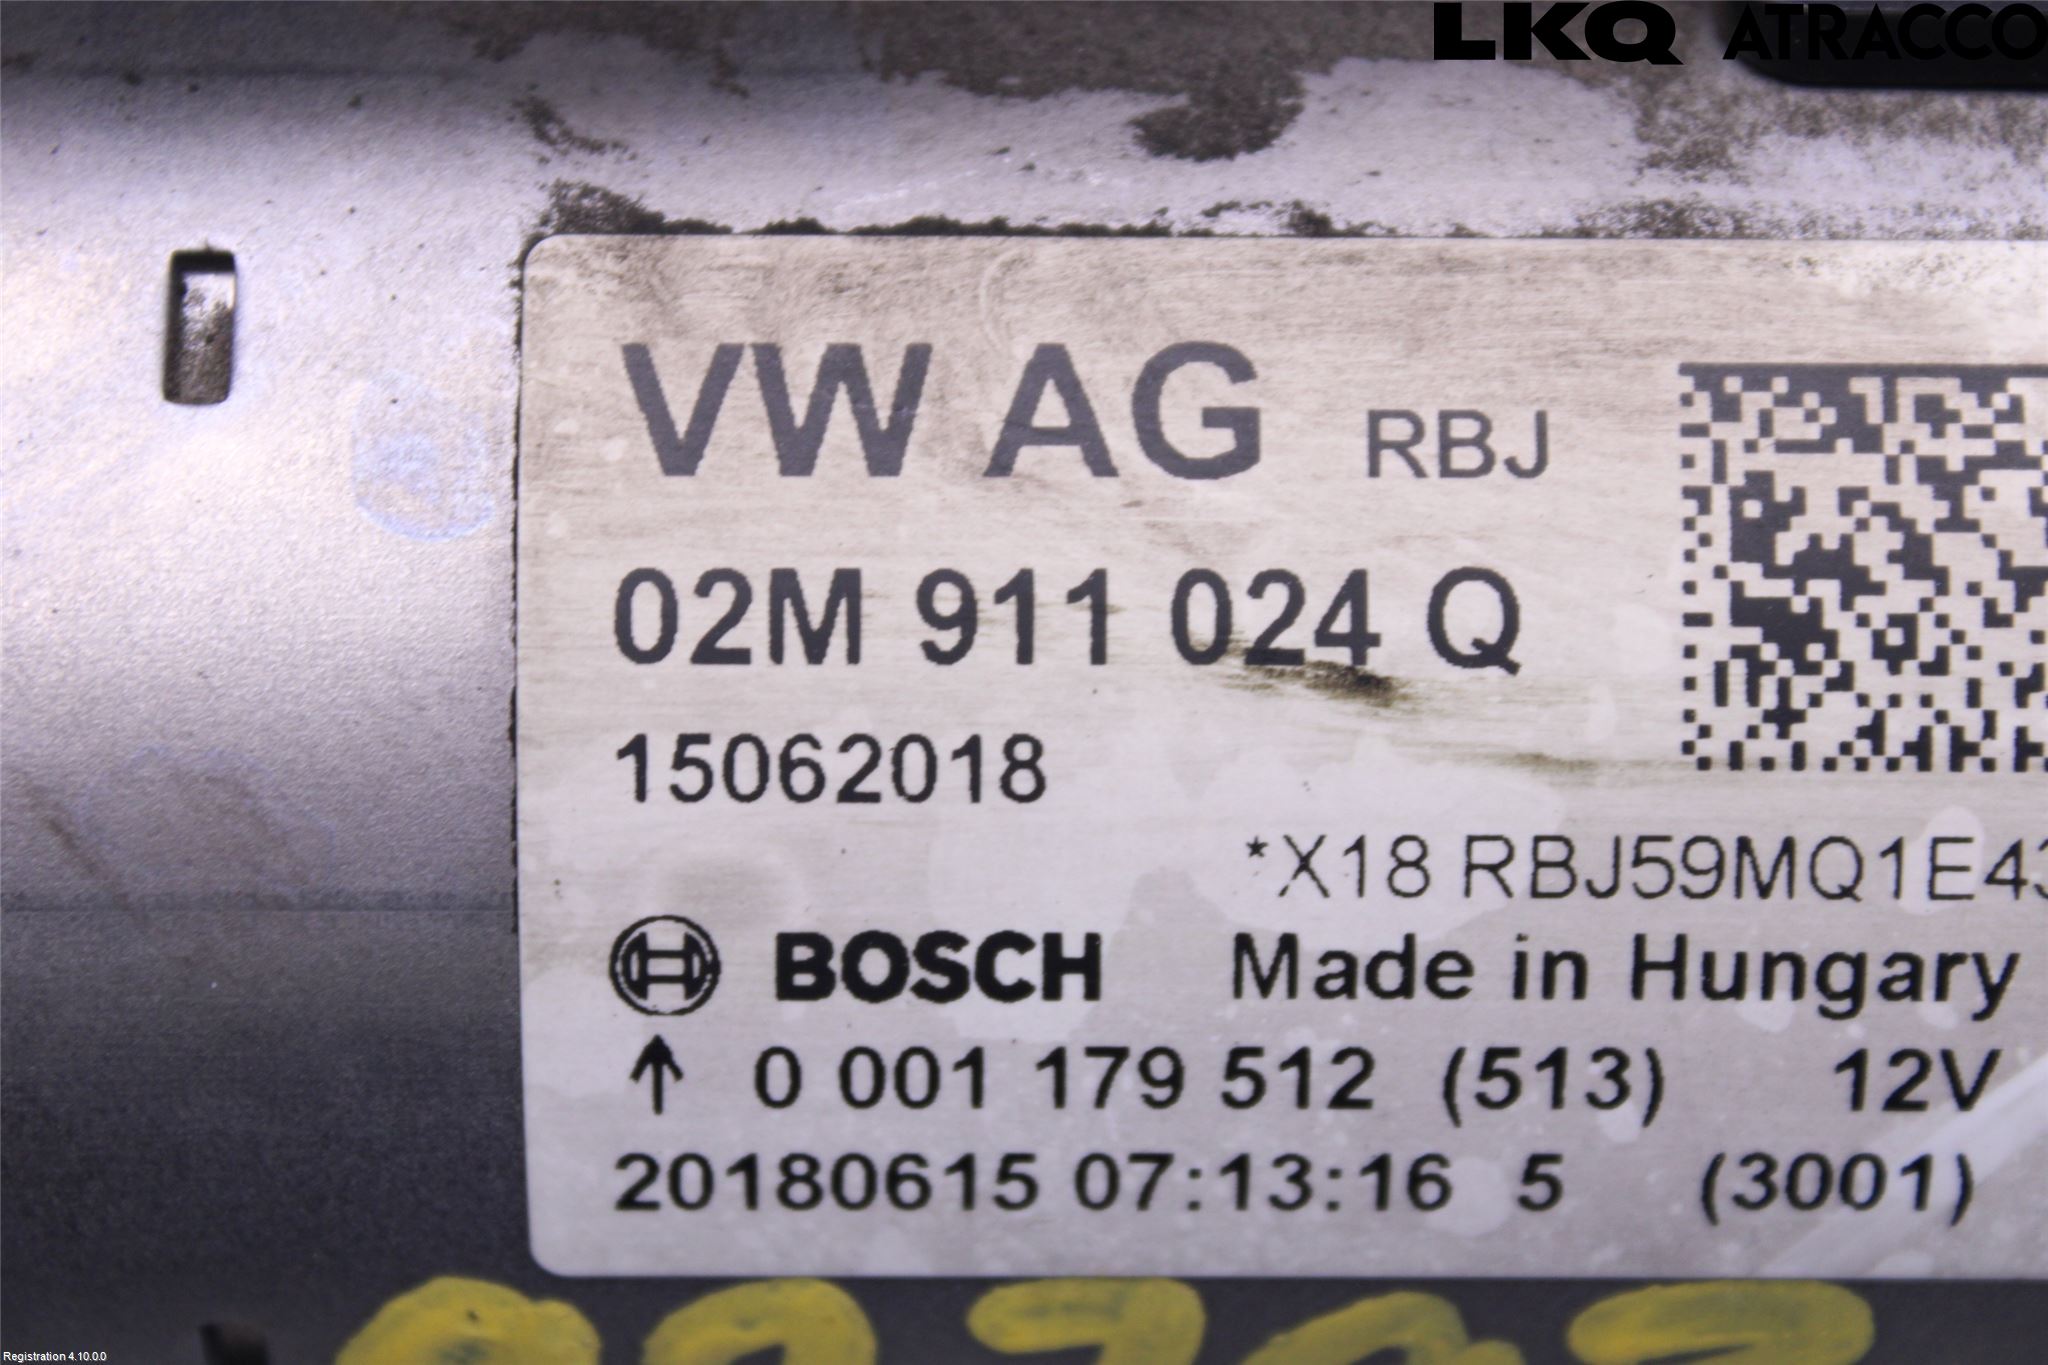 LKQ ATRACCO
VW AG RBJ
02M 911 024 Q
15062018
*X18 RBJ59MQ1E43
BOSCH Made in Hungary
↑ 0 001 179 512 (513) 12V
20180615 07:13:16 5 (3001)
Registration 4.10.0.0